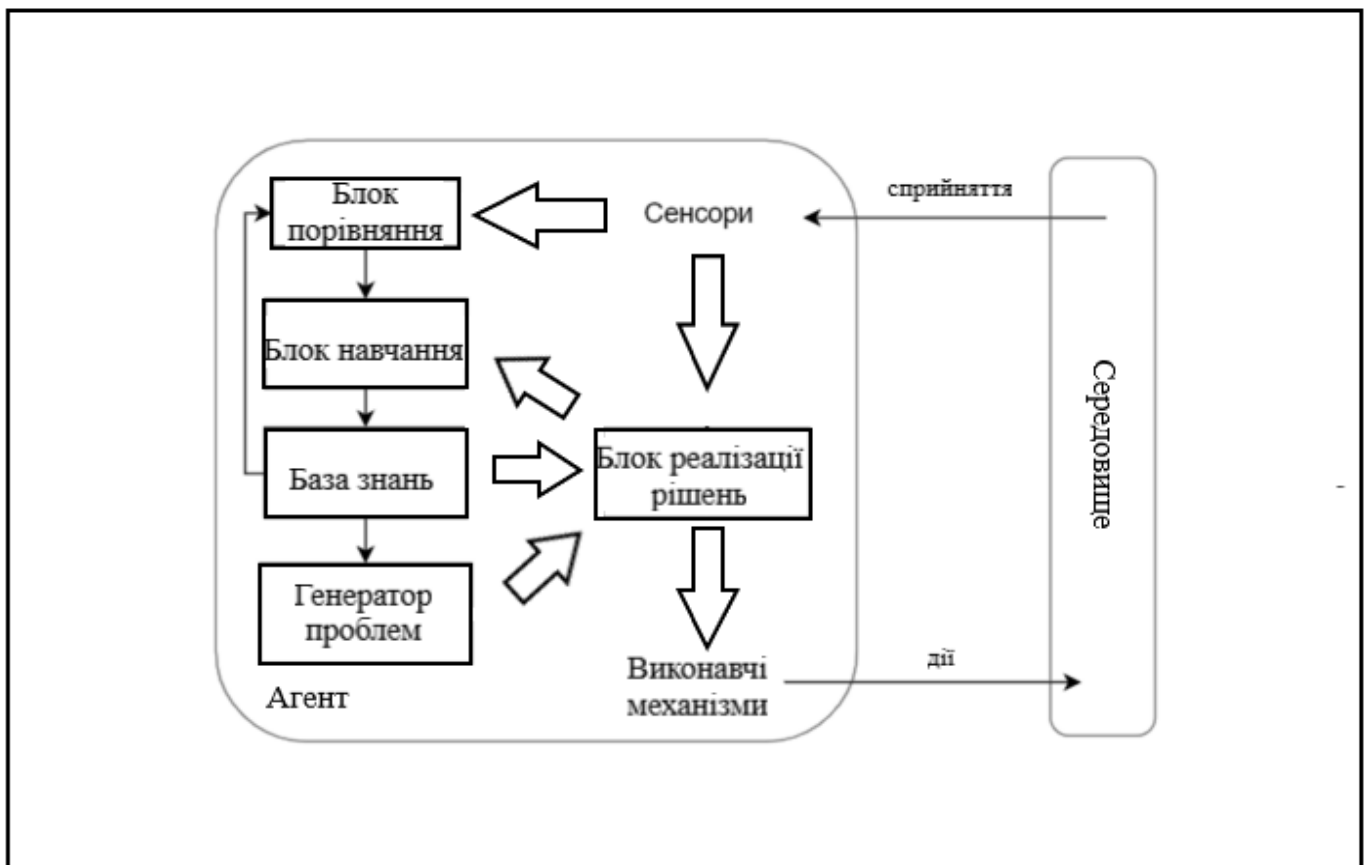 Блок
порівняння
Сенсори
сприйняття
Блок навчання
База знань
Блок реалізації
рішень
Середовище
Генератор
проблем
Агент
Виконавчі
механізми
дії